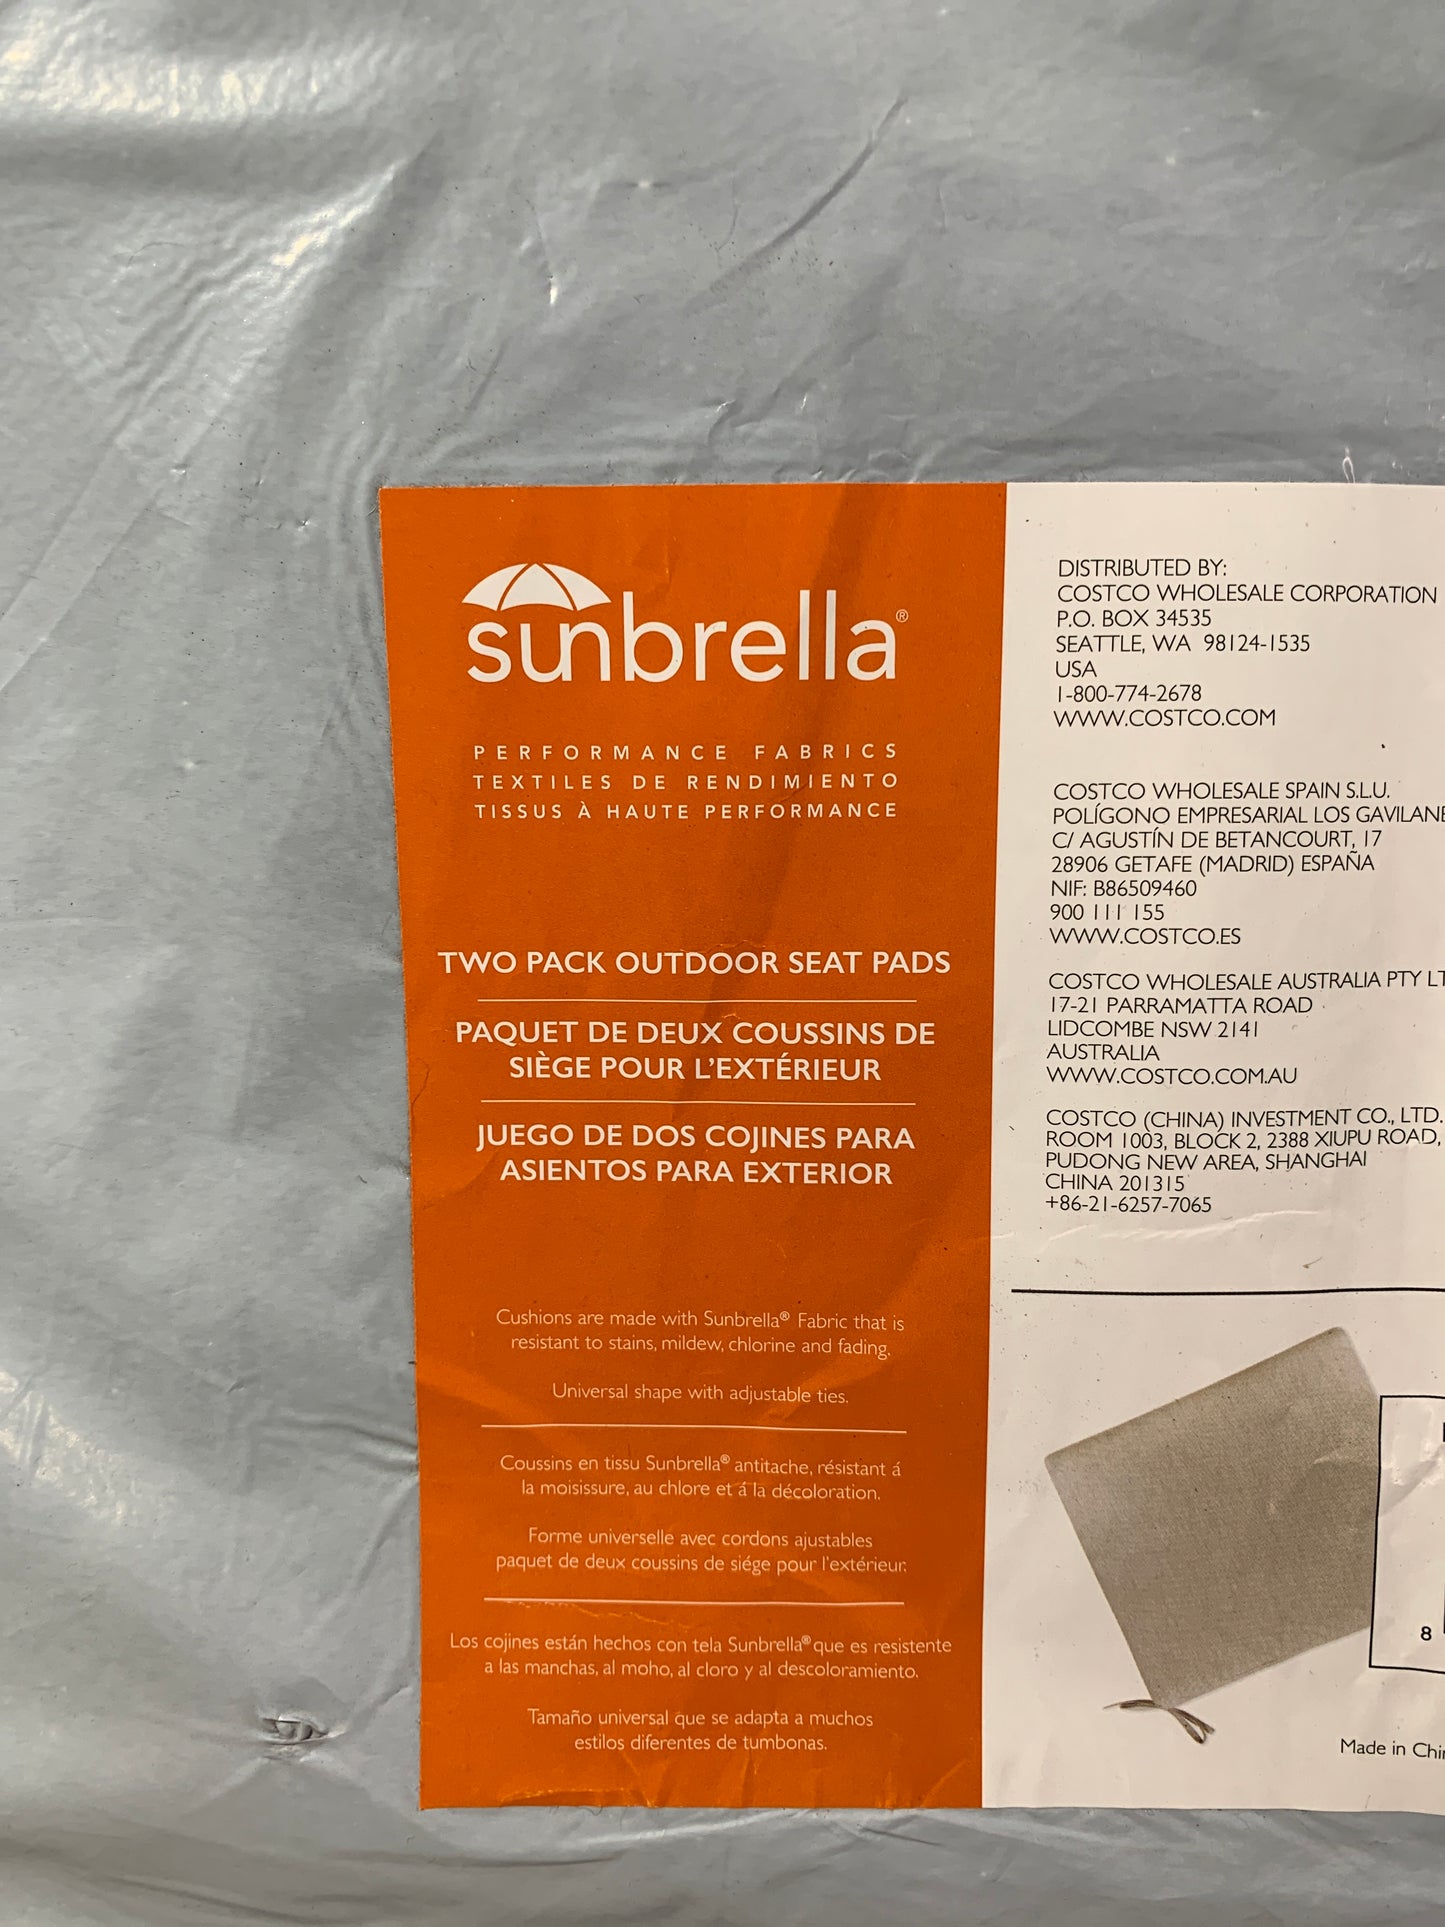 sunbrella®
PERFORMANCE FABRICS
TEXTILES DE RENDIMIENTO
TISSUS À HAUTE PERFORMANCE
TWO PACK OUTDOOR SEAT PADS
PAQUET DE DEUX COUSSINS DE
SIÈGE POUR L'EXTÉRIEUR
JUEGO DE DOS COJINES PARA
ASIENTOS PARA EXTERIOR
Cushions are made with Sunbrella® Fabric that is
resistant to stains, mildew, chlorine and fading.
Universal shape with adjustable ties.
Coussins en tissu Sunbrella® antitache, résistant á
la moisissure, au chlore et á la décoloration.
Forme universelle avec cordons ajustables
paquet de deux coussins de siége pour l'extérieur.
Los cojines están hechos con tela Sunbrella® que es resistente
a las manchas, al moho, al cloro y al descoloramiento.
Tamaño universal que se adapta a muchos
estilos diferentes de tumbonas.
DISTRIBUTED BY:
COSTCO WHOLESALE CORPORATION
P.O. BOX 34535
SEATTLE, WA 98124-1535
USA
1-800-774-2678
WWW.COSTCO.COM
COSTCO WHOLESALE SPAIN S.L.U.
POLÍGONO EMPRESARIAL LOS
C/ AGUSTÍN DE BETANCOURT, 17
28906 GETAFE (MADRID) ESPAÑA
NIF: B86509460
900 111 155
WWW.COSTCO.ES
COSTCO WHOLESALE AUSTRALIA PTY
17-21 PARRAMATTA ROAD
LIDCOMBE NSW 2141
AUSTRALIA
WWW.COSTCO.COM.AU
COSTCO (CHINA) INVESTMENT CO., LTD.
ROOM 1003, BLOCK 2, 2388 XIUPU ROAD,
PUDONG NEW AREA, SHANGHAI
CHINA 201315
+86-21-6257-7065
8
Made in